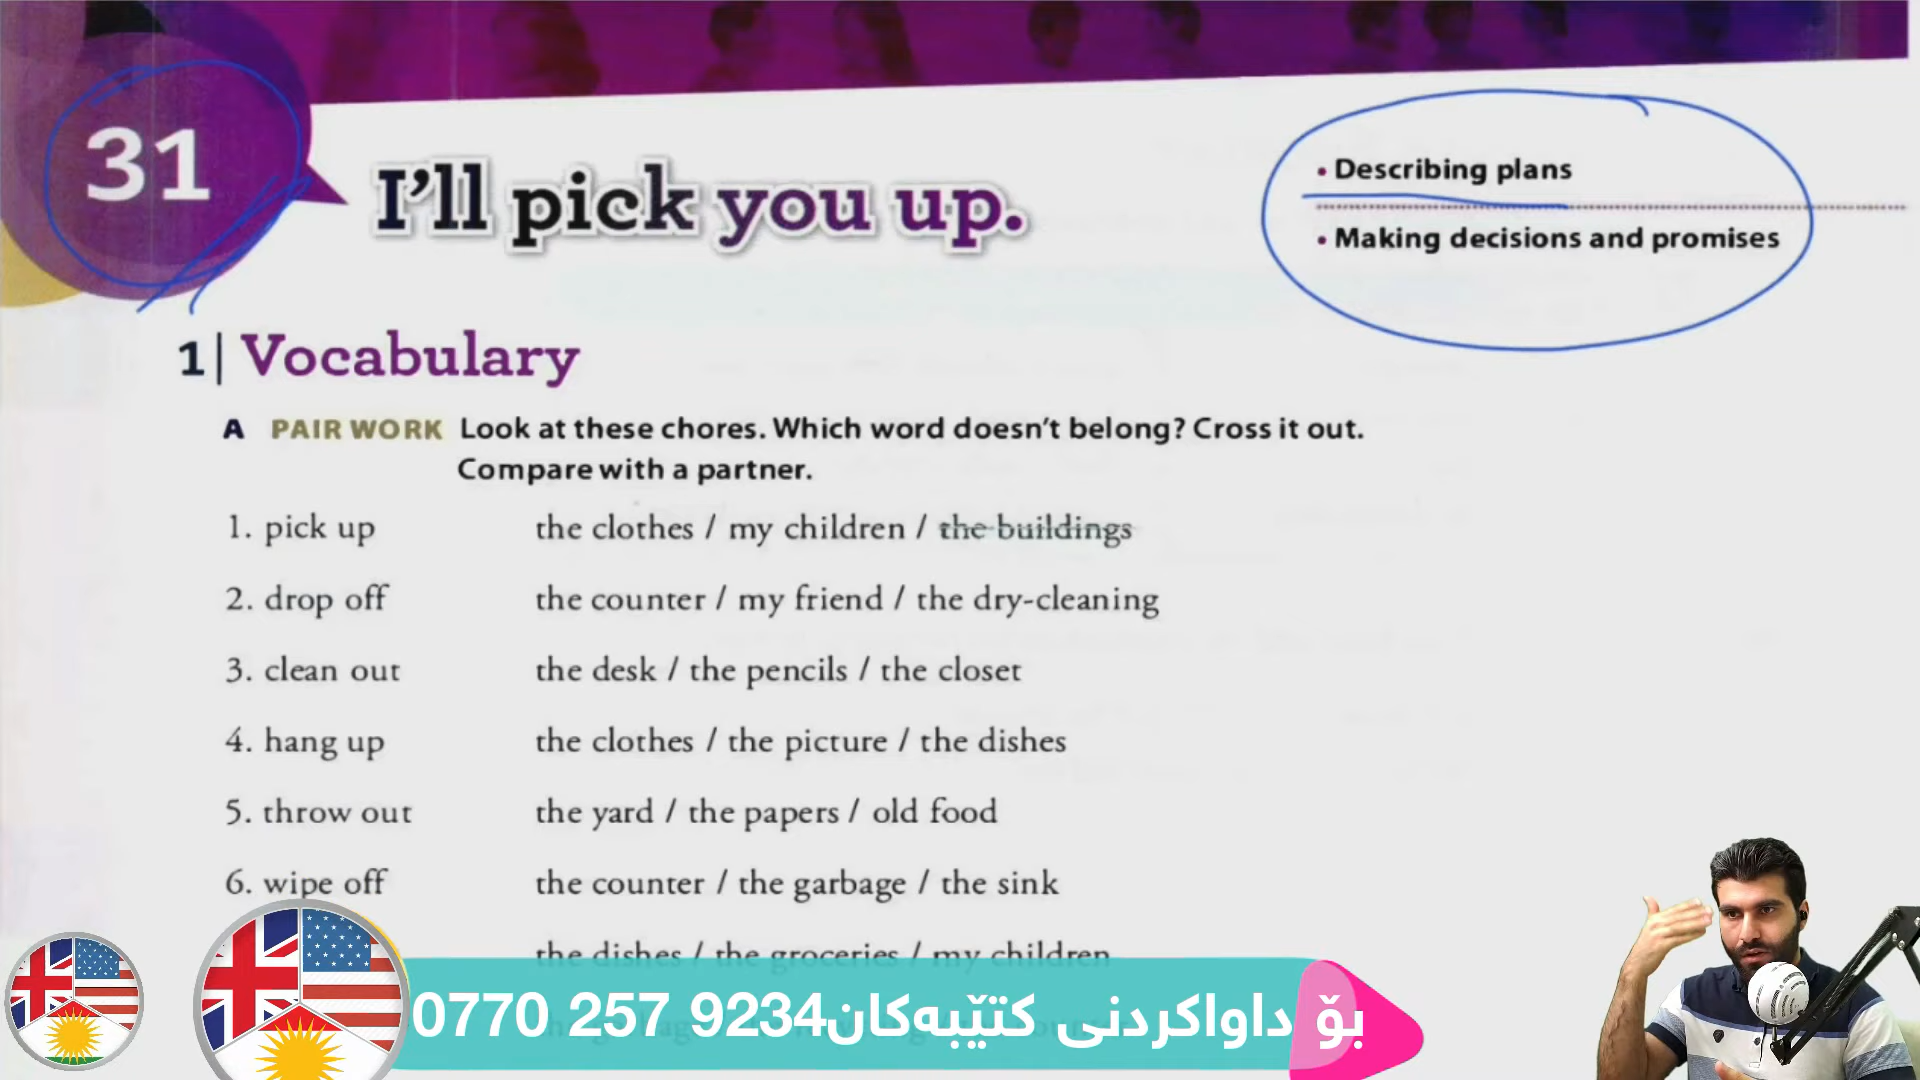 31
I'll pick you up.
• Describing plans
• Making decisions and promises
1| Vocabulary
A PAIR WORK Look at these chores. Which word doesn't belong? Cross it out.
Compare with a partner.
1. pick up the clothes / my children / the buildings
2. drop off the counter / my friend / the dry-cleaning
3. clean out the desk / the pencils / the closet
4. hang up the clothes / the picture / the dishes
5. throw out the yard / the papers / old food
6. wipe off the counter / the garbage / the sink
the dishes / the groceries / my children
بۆ داواکردنی کتێبەکان0770 257 9234